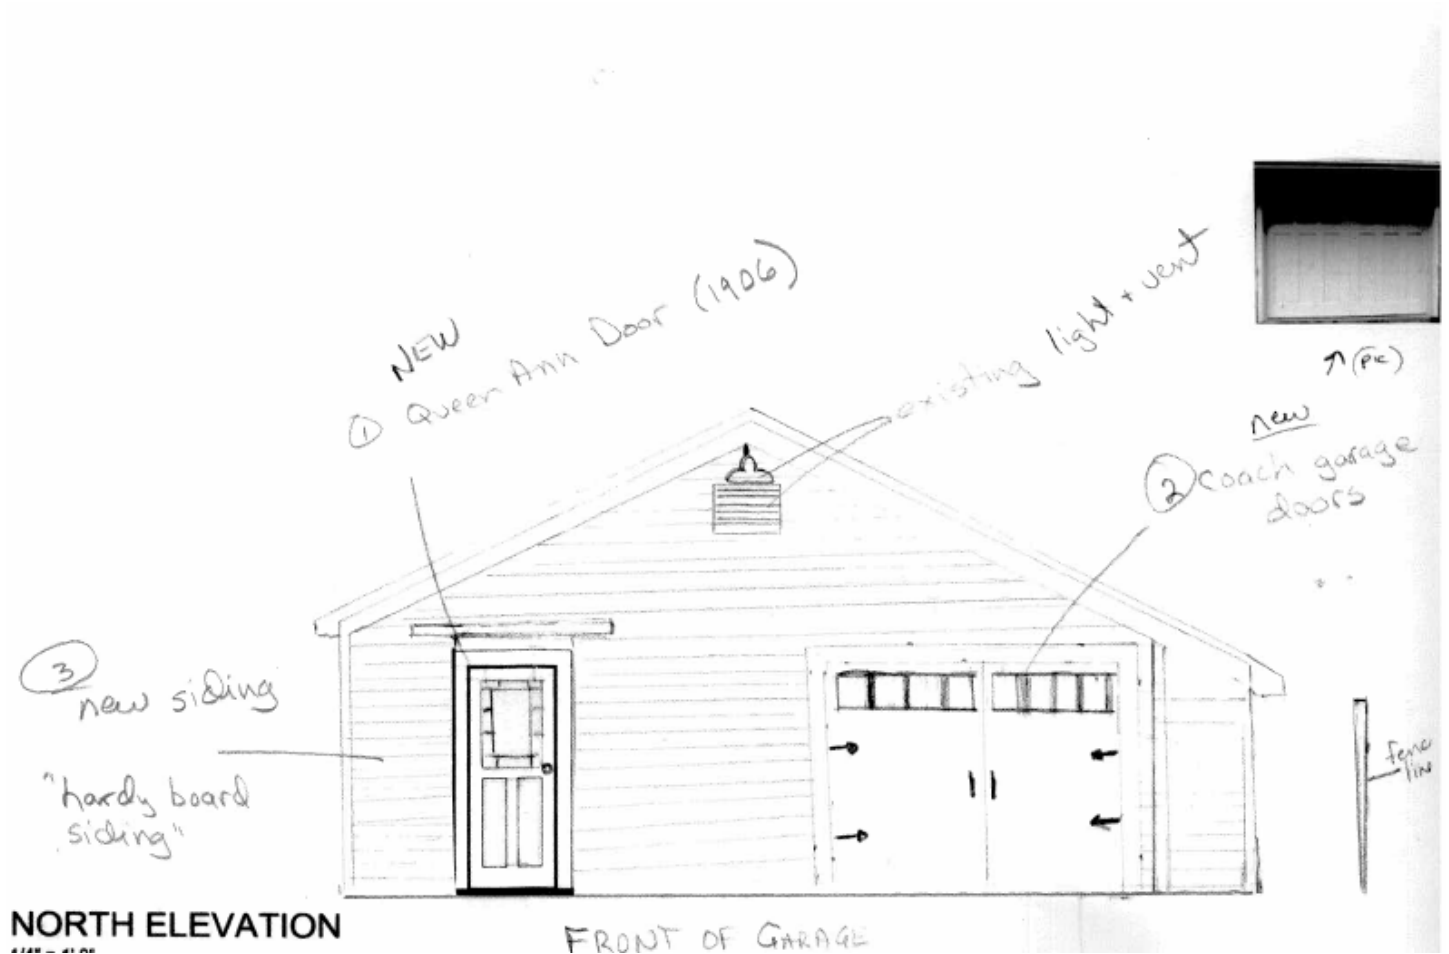 NEW
① Queen Ann Door (1906)
existing light + vent
↑ (pic)
new
② coach garage
doors
③
new siding
"hardy board
siding"
fence
line
NORTH ELEVATION
FRONT OF GARAGE